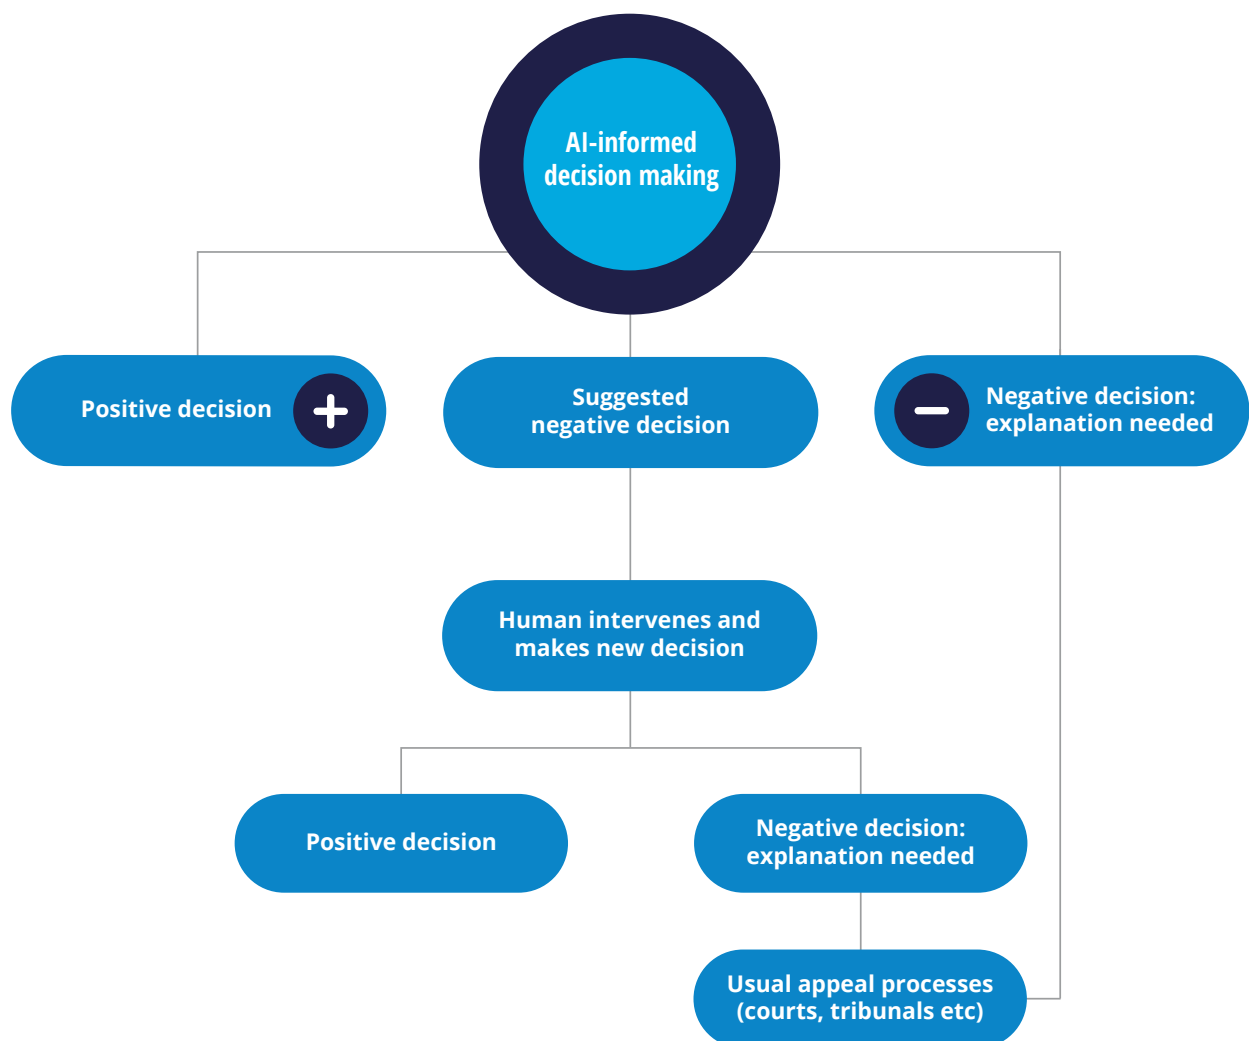 AI-informed
decision making
Positive decision
Suggested
negative decision
Negative decision:
explanation needed
Human intervenes and
makes new decision
Positive decision
Negative decision:
explanation needed
Usual appeal processes
(courts, tribunals etc)